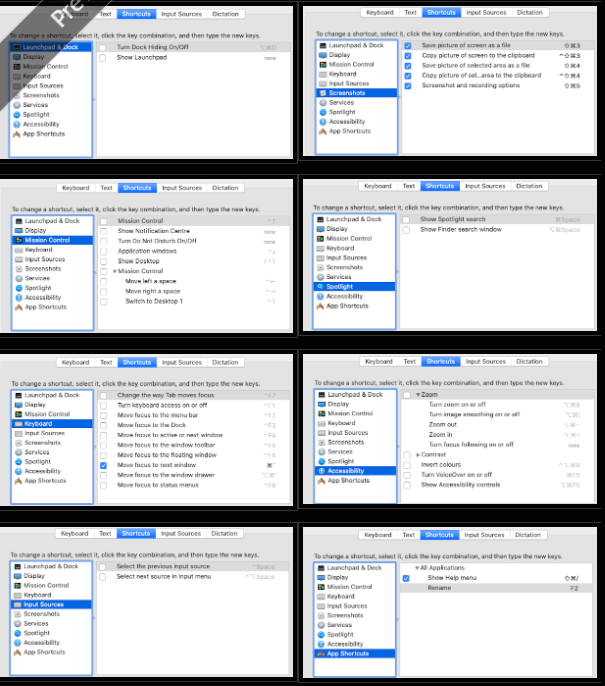 Pre
Text Shortcuts Input Sources Dictation
To change a shortcut, select it, click the key combination, and then type the new keys.
Launchpad & Dock
Display
Mission Control
Keyboard
Input Sources
Screenshots
Services
Spotlight
Accessibility
App Shortcuts
Turn Dock Hiding On/Off ⌥⌘D
Show Launchpad none
Keyboard Text Shortcuts Input Sources Dictation
To change a shortcut, select it, click the key combination, and then type the new keys.
Launchpad & Dock
Display
Mission Control
Keyboard
Input Sources
Screenshots
Services
Spotlight
Accessibility
App Shortcuts
Save picture of screen as a file ⇧⌘3
Copy picture of screen to the clipboard ^⇧⌘3
Save picture of selected area as a file ⇧⌘4
Copy picture of sel...area to the clipboard ^⇧⌘4
Screenshot and recording options ⇧⌘5
Keyboard Text Shortcuts Input Sources Dictation
To change a shortcut, select it, click the key combination, and then type the new keys.
Launchpad & Dock
Display
Mission Control
Keyboard
Input Sources
Screenshots
Services
Spotlight
Accessibility
App Shortcuts
Mission Control ^↑
Show Notification Centre none
Turn Do Not Disturb On/Off none
Application windows ^↓
Show Desktop F11
Mission Control
Move left a space ^←
Move right a space ^→
Switch to Desktop 1 ^1
Keyboard Text Shortcuts Input Sources Dictation
To change a shortcut, select it, click the key combination, and then type the new keys.
Launchpad & Dock
Display
Mission Control
Keyboard
Input Sources
Screenshots
Services
Spotlight
Accessibility
App Shortcuts
Show Spotlight search ⌘Space
Show Finder search window ⌥⌘Space
Keyboard Text Shortcuts Input Sources Dictation
To change a shortcut, select it, click the key combination, and then type the new keys.
Launchpad & Dock
Display
Mission Control
Keyboard
Input Sources
Screenshots
Services
Spotlight
Accessibility
App Shortcuts
Change the way Tab moves focus ^F7
Turn keyboard access on or off ^F1
Move focus to the menu bar ^F2
Move focus to the Dock ^F3
Move focus to active or next window ^F4
Move focus to the window toolbar ^F5
Move focus to the floating window ^F6
Move focus to next window
Move focus to the window drawer
Move focus to status menus ^F8
Keyboard Text Shortcuts Input Sources Dictation
To change a shortcut, select it, click the key combination, and then type the new keys.
Launchpad & Dock
Display
Mission Control
Keyboard
Input Sources
Screenshots
Services
Spotlight
Accessibility
App Shortcuts
Zoom
Turn zoom on or off ⌥⌘8
Turn image smoothing on or off ⌥⌘\
Zoom out
Zoom in
Turn focus following on or off none
Contrast
Invert colours ^⌥⌘8
Turn VoiceOver on or off ⌘F5
Show Accessibility controls ⌥⌘F5
Keyboard Text Shortcuts Input Sources Dictation
To change a shortcut, select it, click the key combination, and then type the new keys.
Launchpad & Dock
Display
Mission Control
Keyboard
Input Sources
Screenshots
Services
Spotlight
Accessibility
App Shortcuts
Select the previous input source ^Space
Select next source in Input menu ^⌥Space
Keyboard Text Shortcuts Input Sources Dictation
To change a shortcut, select it, click the key combination, and then type the new keys.
Launchpad & Dock
Display
Mission Control
Keyboard
Input Sources
Screenshots
Services
Spotlight
Accessibility
App Shortcuts
All Applications
Show Help menu ⇧⌘/
Rename F2